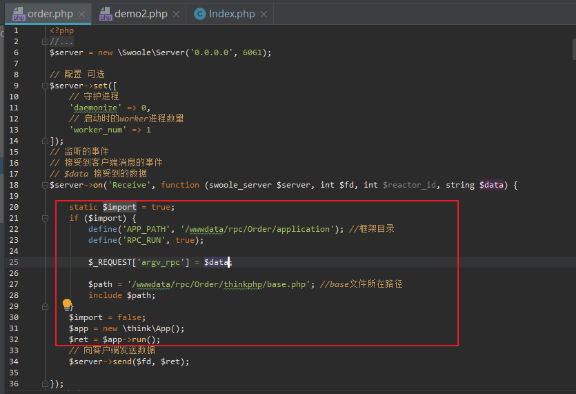 order.php demo2.php Index.php
1 <?php
2 //...
6 $server = new \Swoole\Server('0.0.0.0', 6061);
7
8 // 配置 可选
9 $server->set([
10 // 守护进程
11 'daemonize' => 0,
12 // 启动时的worker进程数量
13 'worker_num' => 1
14 ]);
15 // 监听的事件
16 // 接受到客户端消息的事件
17 // $data 接受到的数据
18 $server->on('Receive', function (swoole_server $server, int $fd, int $reactor_id, string $data) {
19
20 static $import = true;
21 if ($import) {
22 define('APP_PATH', '/wwwdata/rpc/Order/application'); //框架目录
23 define('RPC_RUN', true);
24
25 $_REQUEST['argv_rpc'] = $data;
26
27 $path = '/wwwdata/rpc/Order/thinkphp/base.php'; //base文件所在路径
28 include $path;
29 }
30 $import = false;
31 $app = new \think\App();
32 $ret = $app->run();
33 // 向客户端发送数据
34 $server->send($fd, $ret);
35
36 });